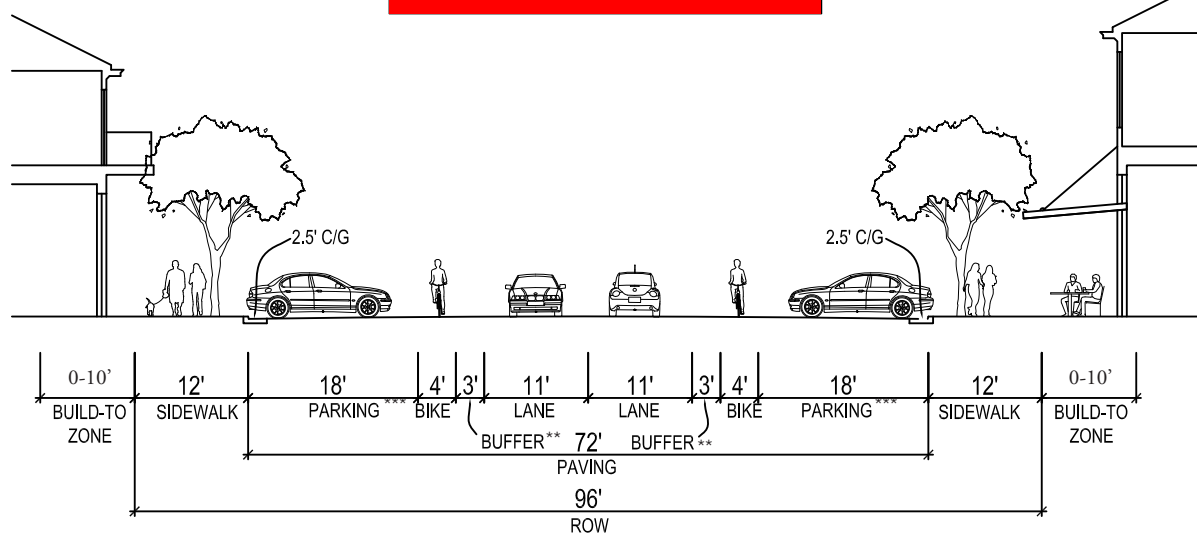 2.5' C/G 2.5' C/G
0-10’ 12' 18' 4' 3' 11' 11' 3' 4' 18' 12' 0-10’
BUILD-TO SIDEWALK PARKING *** BIKE LANE LANE BIKE PARKING *** SIDEWALK BUILD-TO
ZONE BUFFER ** 72' BUFFER ** ZONE
PAVING
96'
ROW